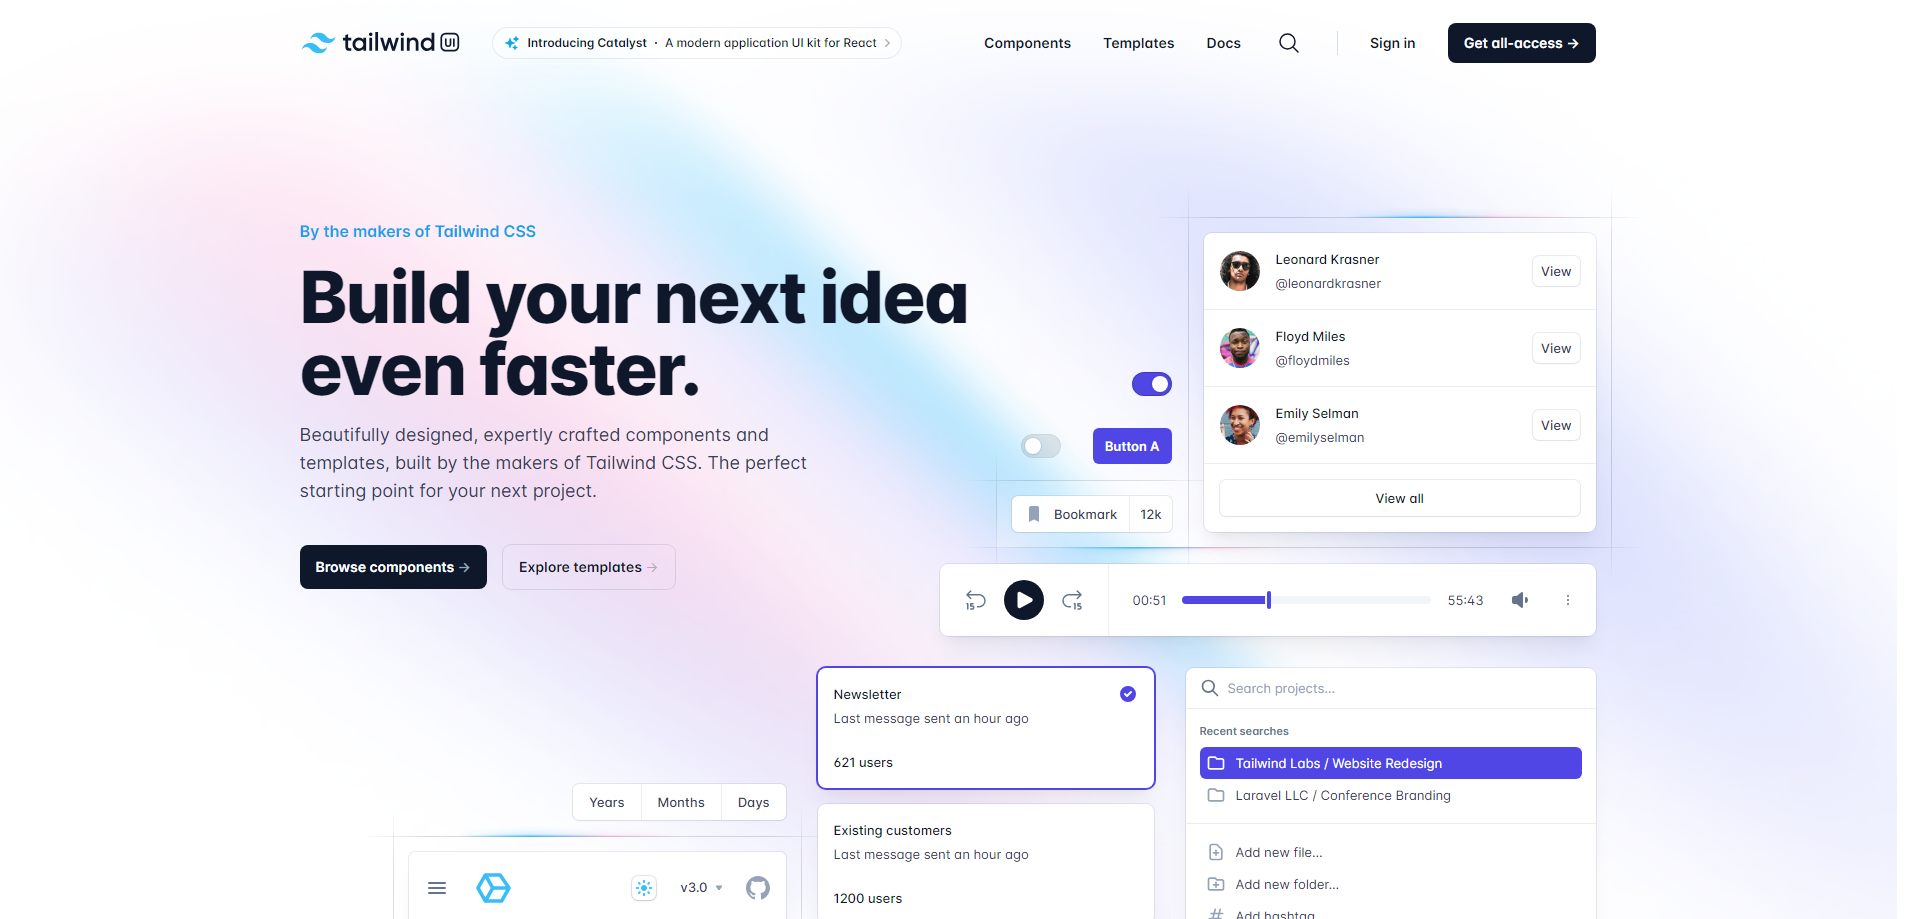 tailwind UI
Introducing Catalyst · A modern application UI kit for React
Components
Templates
Docs
Sign in
Get all-access →
By the makers of Tailwind CSS
Build your next idea
even faster.
Beautifully designed, expertly crafted components and
templates, built by the makers of Tailwind CSS. The perfect
starting point for your next project.
Browse components →
Explore templates →
Leonard Krasner
@leonardkrasner
View
Floyd Miles
@floydmiles
View
Emily Selman
@emilyselman
View
View all
Button A
Bookmark
12k
15
15
00:51
55:43
Newsletter
Last message sent an hour ago
621 users
Existing customers
Last message sent an hour ago
1200 users
Search projects...
Recent searches
Tailwind Labs / Website Redesign
Laravel LLC / Conference Branding
Add new file...
Add new folder...
Add hashtag
Years
Months
Days
v3.0